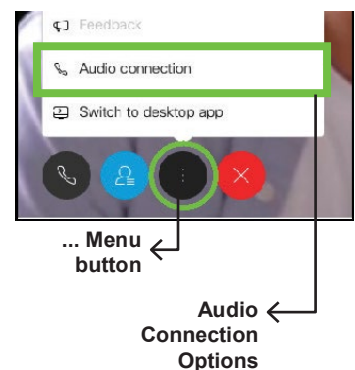 Feedback
Audio connection
Switch to desktop app
... Menu
button
Audio
Connection
Options